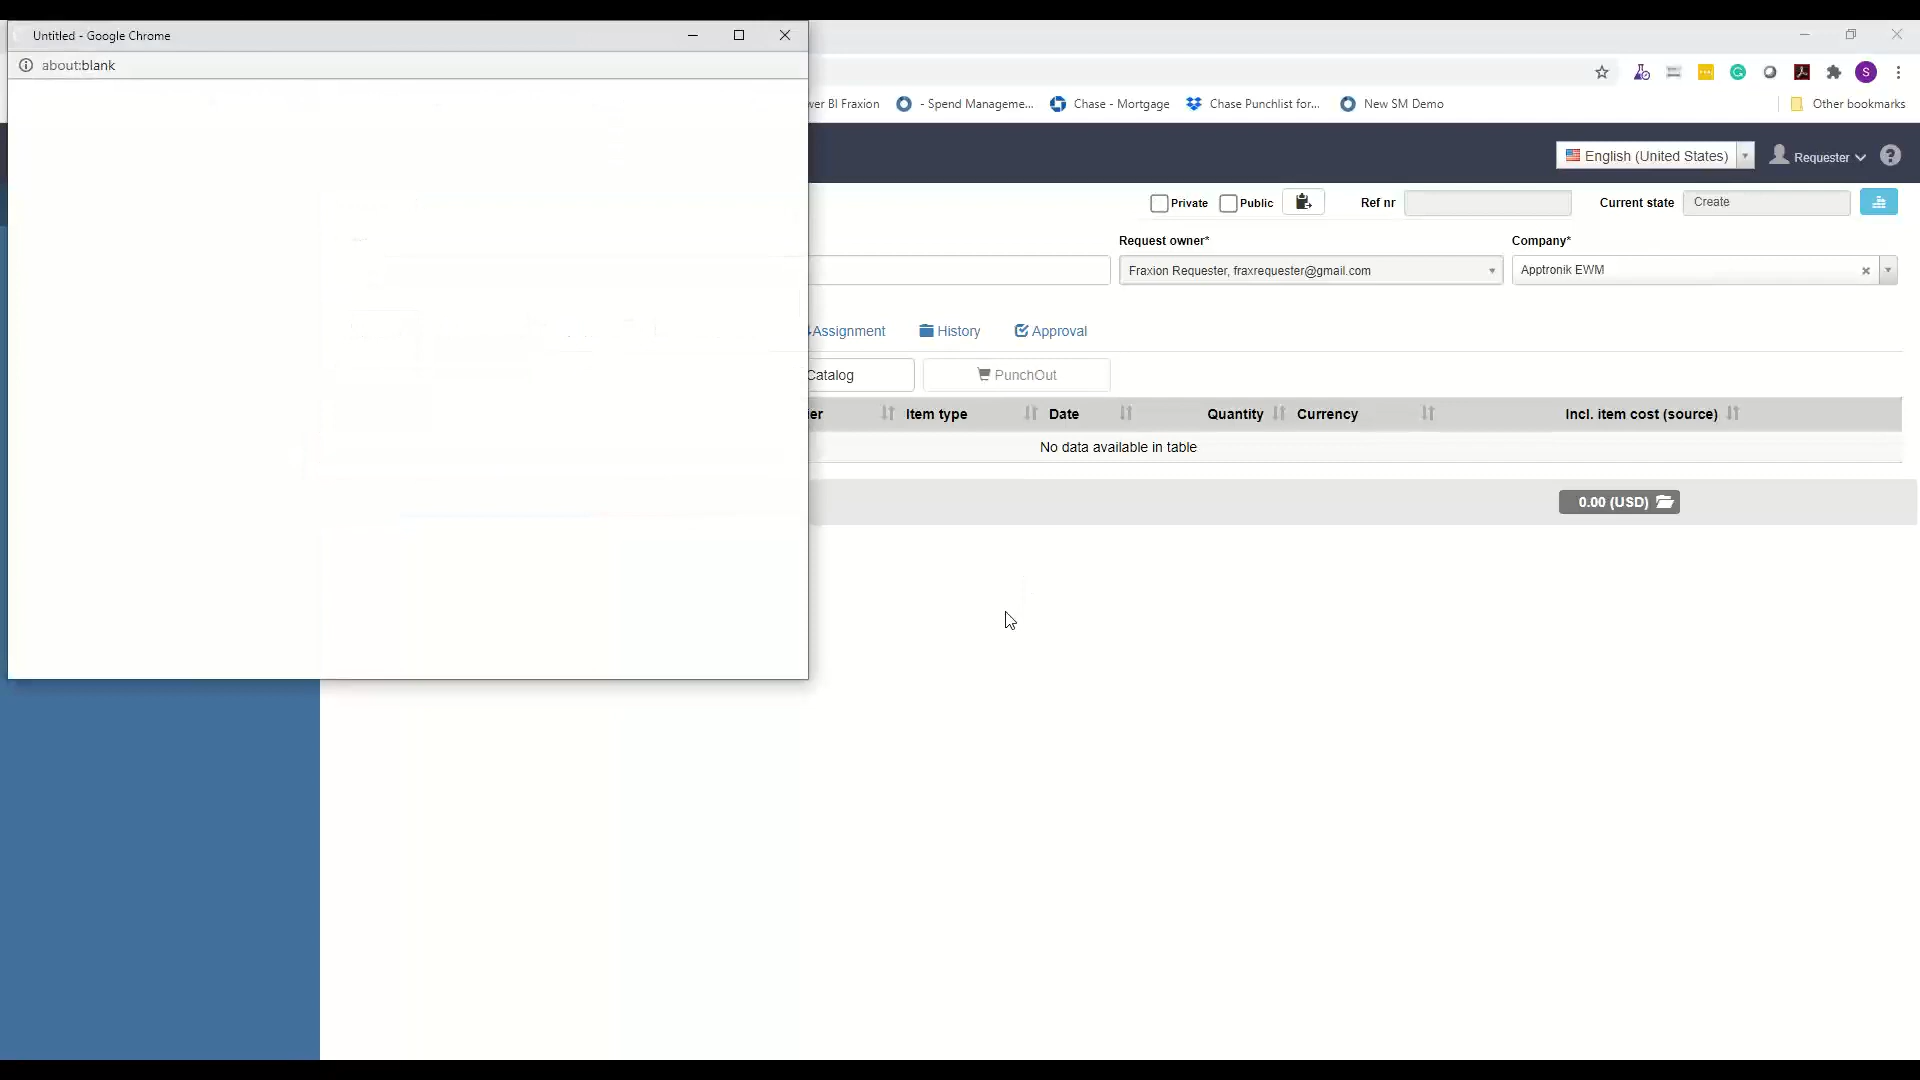 Untitled - Google Chrome
about:blank
wer BI Fraxion
- Spend Manageme...
Chase - Mortgage
Chase Punchlist for...
New SM Demo
Other bookmarks
S
English (United States)
Requester
?
Private
Public
Ref nr
Current state
Create
Request owner*
Company*
Fraxion Requester, fraxrequester@gmail.com
Apptronik EWM
Assignment
History
Approval
Catalog
PunchOut
ier
Item type
Date
Quantity
Currency
Incl. item cost (source)
No data available in table
0.00 (USD)